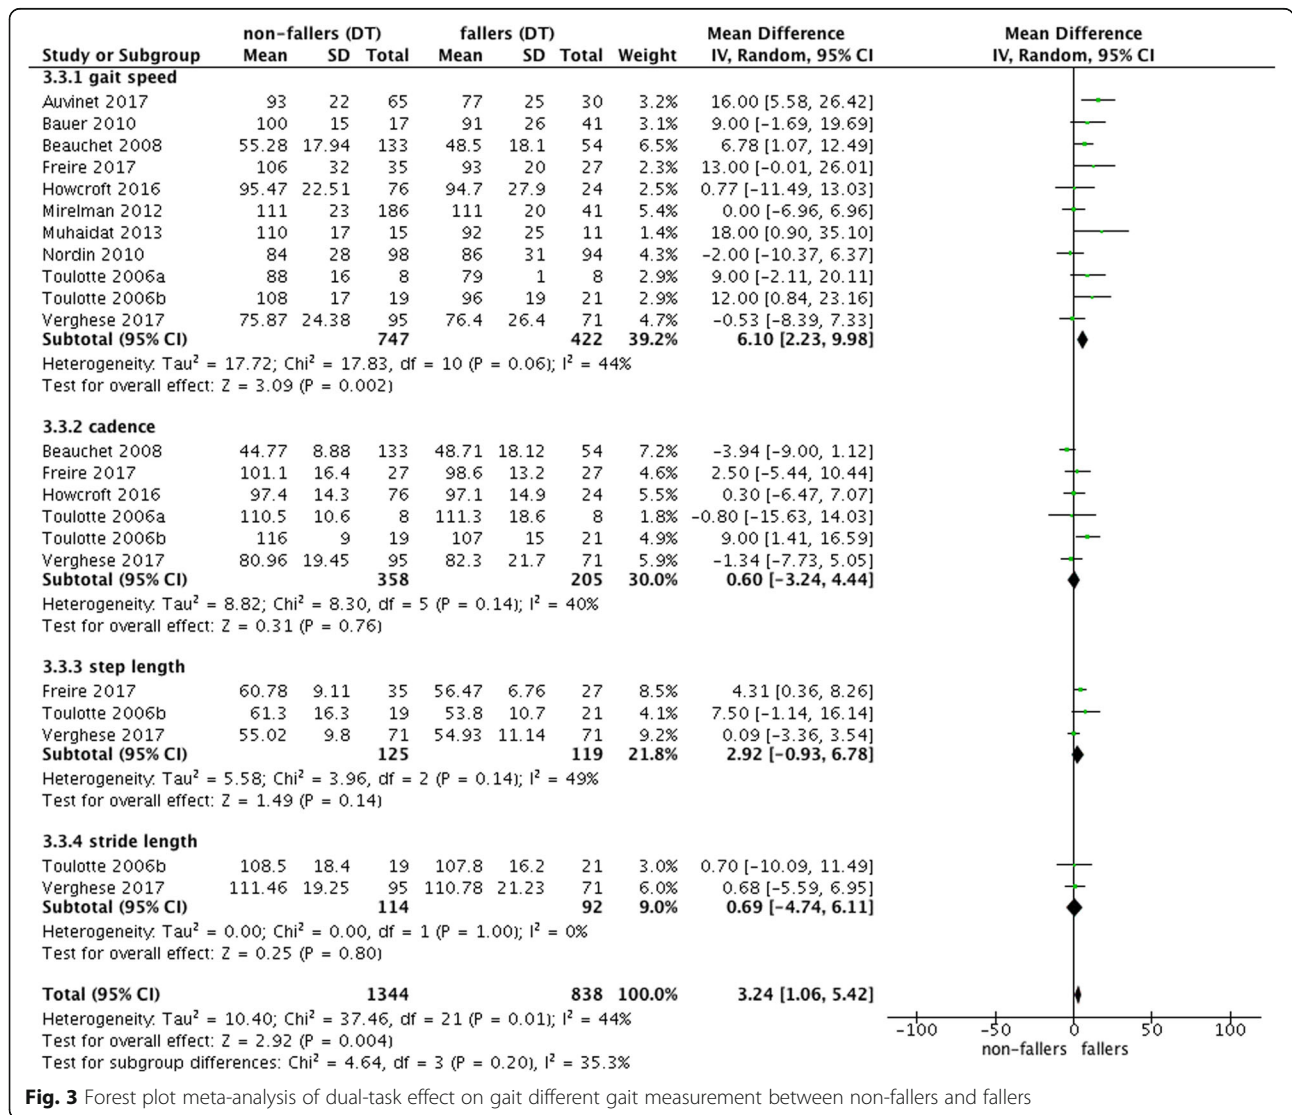 non-fallers (DT) fallers (DT) Mean Difference Mean Difference
Study or Subgroup Mean SD Total Mean SD Total Weight IV, Random, 95% CI IV, Random, 95% CI
3.3.1 gait speed
Auvinet 2017 93 22 65 77 25 30 3.2% 16.00 [5.58, 26.42]
Bauer 2010 100 15 17 91 26 41 3.1% 9.00 [−1.69, 19.69]
Beauchet 2008 55.28 17.94 133 48.5 18.1 54 6.5% 6.78 [1.07, 12.49]
Freire 2017 106 32 35 93 20 27 2.3% 13.00 [−0.01, 26.01]
Howcroft 2016 95.47 22.51 76 94.7 27.9 24 2.5% 0.77 [−11.49, 13.03]
Mirelman 2012 111 23 186 111 20 41 5.4% 0.00 [−6.96, 6.96]
Muhaidat 2013 110 17 15 92 25 11 1.4% 18.00 [0.90, 35.10]
Nordin 2010 84 28 98 86 31 94 4.3% −2.00 [−10.37, 6.37]
Toulotte 2006a 88 16 8 79 1 8 2.9% 9.00 [−2.11, 20.11]
Toulotte 2006b 108 17 19 96 19 21 2.9% 12.00 [0.84, 23.16]
Verghese 2017 75.87 24.38 95 76.4 26.4 71 4.7% −0.53 [−8.39, 7.33]
Subtotal (95% CI) 747 422 39.2% 6.10 [2.23, 9.98]
Heterogeneity: Tau² = 17.72; Chi² = 17.83, df = 10 (P = 0.06); I² = 44%
Test for overall effect: Z = 3.09 (P = 0.002)
3.3.2 cadence
Beauchet 2008 44.77 8.88 133 48.71 18.12 54 7.2% −3.94 [−9.00, 1.12]
Freire 2017 101.1 16.4 27 98.6 13.2 27 4.6% 2.50 [−5.44, 10.44]
Howcroft 2016 97.4 14.3 76 97.1 14.9 24 5.5% 0.30 [−6.47, 7.07]
Toulotte 2006a 110.5 10.6 8 111.3 18.6 8 1.8% −0.80 [−15.63, 14.03]
Toulotte 2006b 116 9 19 107 15 21 4.9% 9.00 [1.41, 16.59]
Verghese 2017 80.96 19.45 95 82.3 21.7 71 6.0% −1.34 [−7.73, 5.05]
Subtotal (95% CI) 358 205 30.0% 0.60 [−3.24, 4.44]
Heterogeneity: Tau² = 8.82; Chi² = 8.30, df = 5 (P = 0.14); I² = 40%
Test for overall effect: Z = 0.31 (P = 0.76)
3.3.3 step length
Freire 2017 60.78 9.11 35 56.47 6.76 27 8.5% 4.31 [0.36, 8.26]
Toulotte 2006b 61.3 16.3 19 53.8 10.7 21 4.1% 7.50 [−1.14, 16.14]
Verghese 2017 55.02 9.8 71 54.93 11.14 71 9.2% 0.09 [−3.36, 3.54]
Subtotal (95% CI) 125 119 21.8% 2.92 [−0.93, 6.78]
Heterogeneity: Tau² = 5.58; Chi² = 3.96, df = 2 (P = 0.14); I² = 49%
Test for overall effect: Z = 1.49 (P = 0.14)
3.3.4 stride length
Toulotte 2006b 108.5 18.4 19 107.8 16.2 21 3.0% 0.70 [−10.09, 11.49]
Verghese 2017 111.46 19.25 95 110.78 21.23 71 6.0% 0.68 [−5.59, 6.95]
Subtotal (95% CI) 114 92 9.0% 0.69 [−4.74, 6.11]
Heterogeneity: Tau² = 0.00; Chi² = 0.00, df = 1 (P = 1.00); I² = 0%
Test for overall effect: Z = 0.25 (P = 0.80)
Total (95% CI) 1344 838 100.0% 3.24 [1.06, 5.42]
Heterogeneity: Tau² = 10.40; Chi² = 37.46, df = 21 (P = 0.01); I² = 44%
Test for overall effect: Z = 2.92 (P = 0.004)
Test for subgroup differences: Chi² = 4.64, df = 3 (P = 0.20), I² = 35.3%
−100 −50 0 50 100
non-fallers fallers
Fig. 3 Forest plot meta-analysis of dual-task effect on gait different gait measurement between non-fallers and fallers